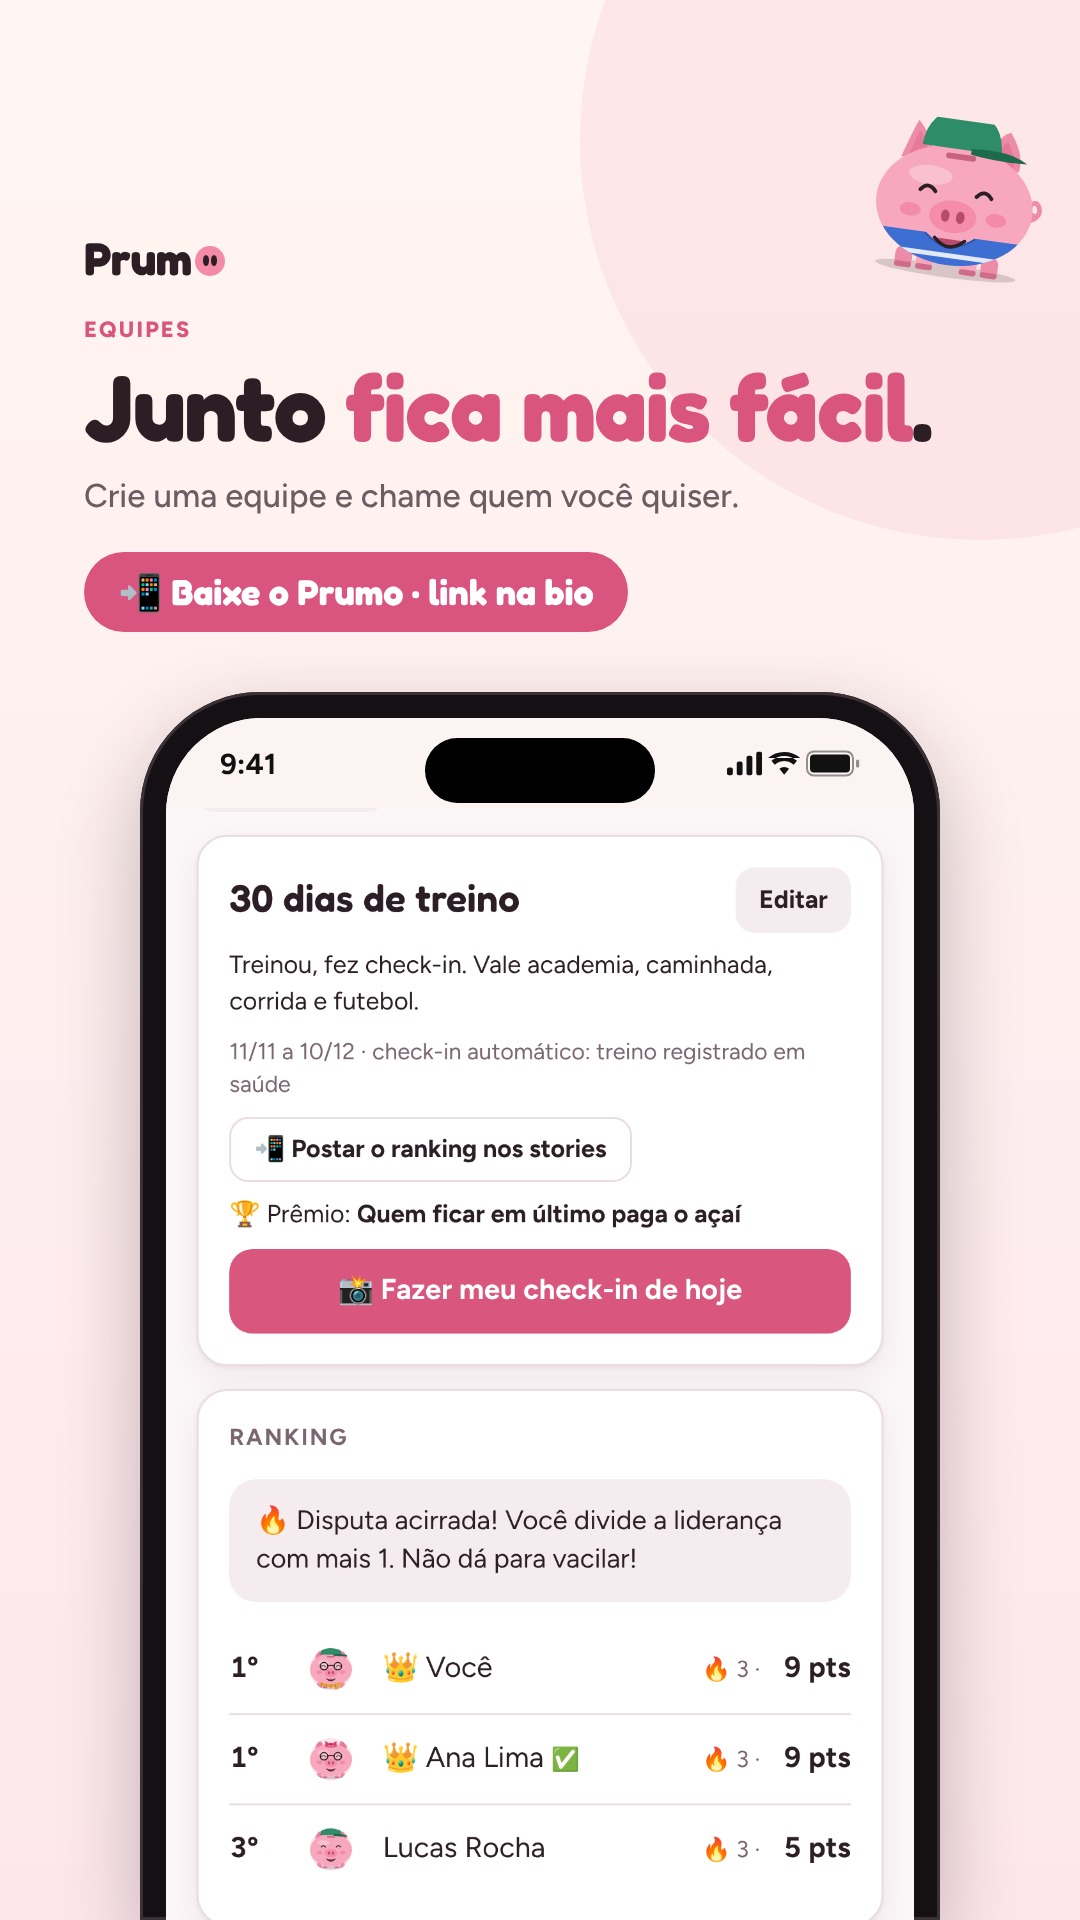 Prumo
EQUIPES
Junto fica mais fácil.
Crie uma equipe e chame quem você quiser.
📲 Baixe o Prumo · link na bio
9:41
30 dias de treino
Editar
Treinou, fez check-in. Vale academia, caminhada,
corrida e futebol.
11/11 a 10/12 · check-in automático: treino registrado em
saúde
📲 Postar o ranking nos stories
🏆 Prêmio: Quem ficar em último paga o açaí
📸 Fazer meu check-in de hoje
RANKING
🔥 Disputa acirrada! Você divide a liderança
com mais 1. Não dá para vacilar!
1º 👑 Você 🔥 3 · 9 pts
1º 👑 Ana Lima ✅ 🔥 3 · 9 pts
3º Lucas Rocha 🔥 3 · 5 pts